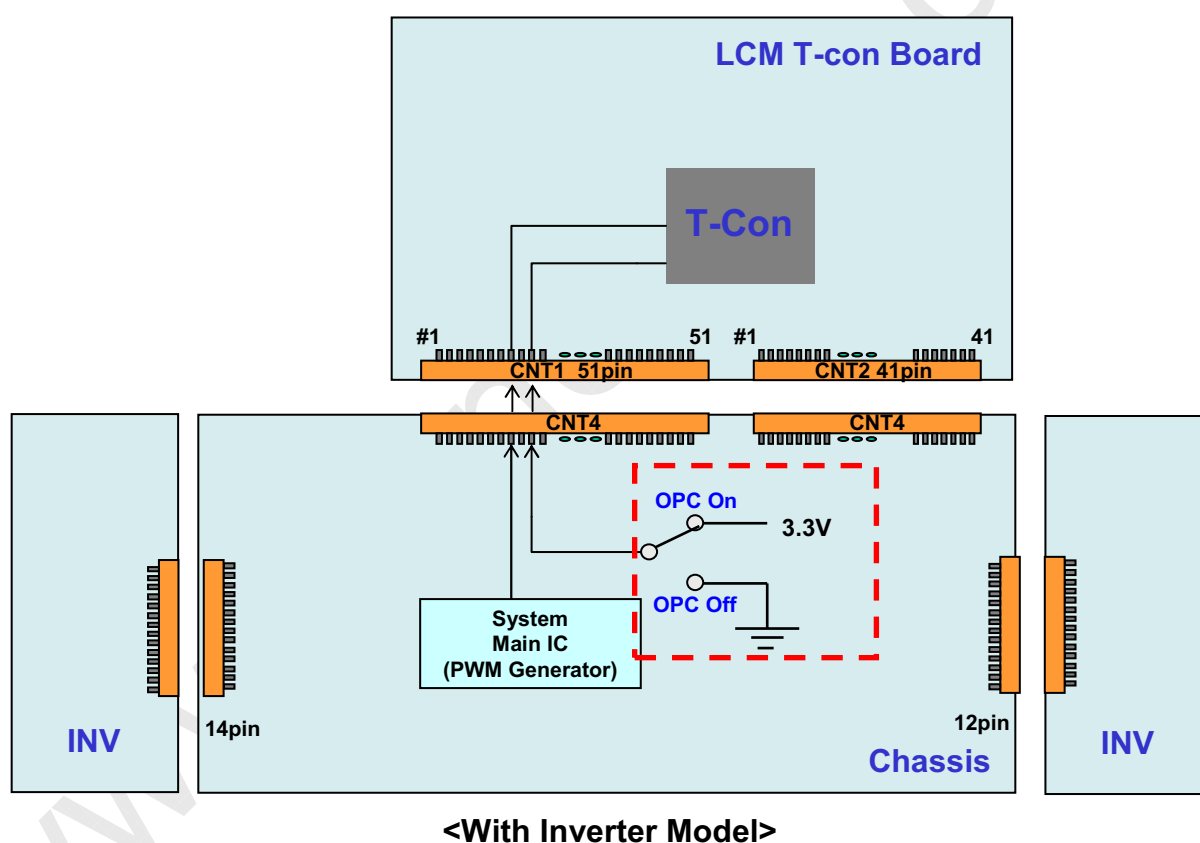 LCM T-con Board
T-Con
#1
51
#1
41
CNT1 51pin
CNT2 41pin
CNT4
CNT4
OPC On
3.3V
OPC Off
System
Main IC
(PWM Generator)
14pin
12pin
INV
INV
Chassis
<With Inverter Model>